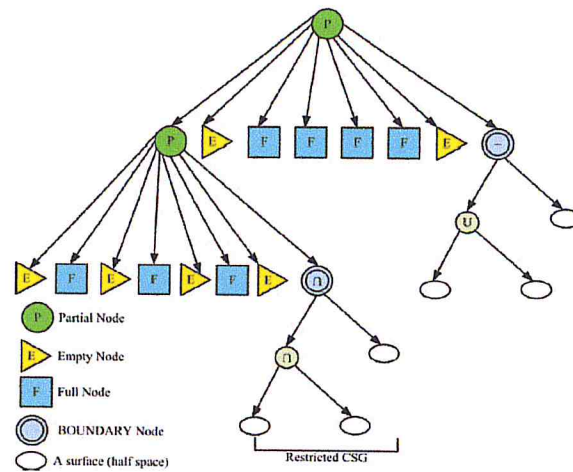 P
P E F F F F E −
U
E F E F E F E ∩
P Partial Node
∩
E Empty Node
F Full Node
BOUNDARY Node
Restricted CSG
A surface (half space)